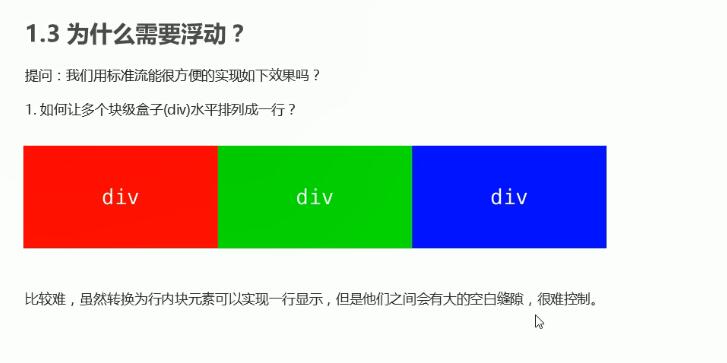 1.3 为什么需要浮动？
提问：我们用标准流能很方便的实现如下效果吗？
1. 如何让多个块级盒子(div)水平排列成一行？
div div div
比较难，虽然转换为行内块元素可以实现一行显示，但是他们之间会有大的空白缝隙，很难控制。